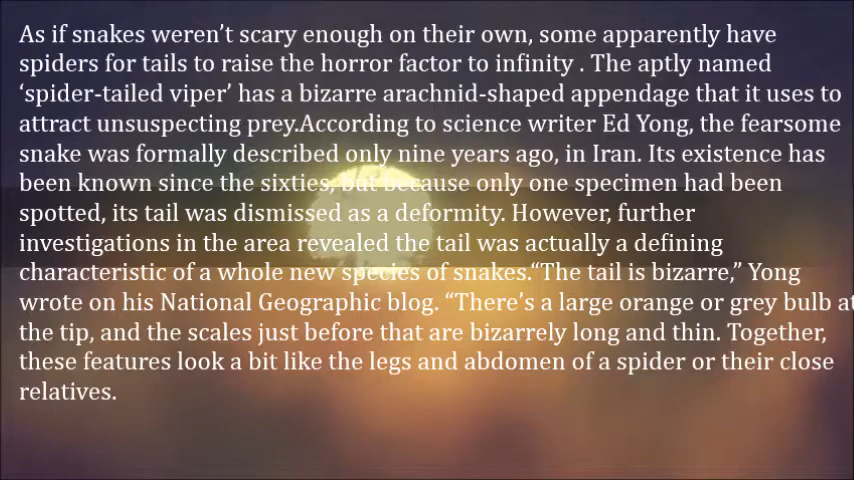 As if snakes weren’t scary enough on their own, some apparently have
spiders for tails to raise the horror factor to infinity . The aptly named
‘spider-tailed viper’ has a bizarre arachnid-shaped appendage that it uses to
attract unsuspecting prey.According to science writer Ed Yong, the fearsome
snake was formally described only nine years ago, in Iran. Its existence has
been known since the sixties, but because only one specimen had been
spotted, its tail was dismissed as a deformity. However, further
investigations in the area revealed the tail was actually a defining
characteristic of a whole new species of snakes.“The tail is bizarre,” Yong
wrote on his National Geographic blog. “There’s a large orange or grey bulb at
the tip, and the scales just before that are bizarrely long and thin. Together,
these features look a bit like the legs and abdomen of a spider or their close
relatives.